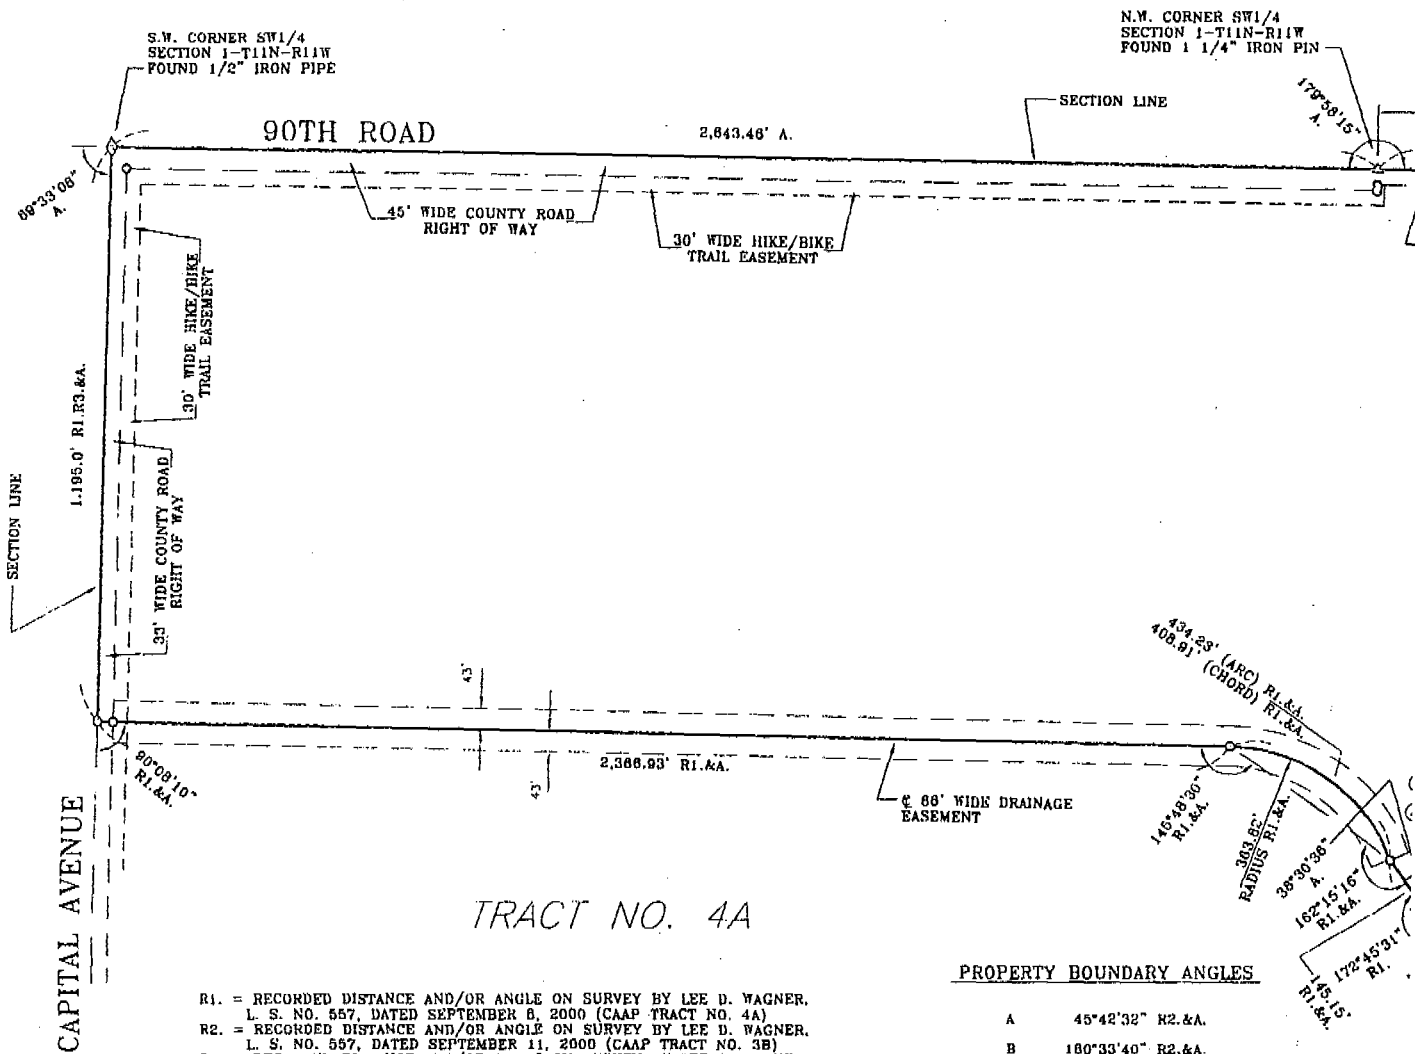 S.W. CORNER SW1/4
SECTION 1-T11N-R11W
FOUND 1/2" IRON PIPE
N.W. CORNER SW1/4
SECTION 1-T11N-R11W
FOUND 1 1/4" IRON PIN
179°58'15"
A.
SECTION LINE
90TH ROAD
2,643.46' A.
89°33'08"
A.
45' WIDE COUNTY ROAD
RIGHT OF WAY
30' WIDE HIKE/BIKE
TRAIL EASEMENT
30' WIDE HIKE/BIKE
TRAIL EASEMENT
1,195.0' R1.R3.&A.
SECTION LINE
33' WIDE COUNTY ROAD
RIGHT OF WAY
434.23' (ARC) R1.&A.
408.91' (CHORD) R1.&A.
43'
43'
2,366.93' R1.&A.
90°08'10"
R1.&A.
℄ 86' WIDE DRAINAGE
EASEMENT
145°48'30"
R1.&A.
363.82'
RADIUS R1.&A.
38°30'36"
A.
162°15'16"
R1.&A.
172°45'31"
R1.
145.15'
R1.&A.
CAPITAL AVENUE
TRACT NO. 4A
PROPERTY BOUNDARY ANGLES
R1. = RECORDED DISTANCE AND/OR ANGLE ON SURVEY BY LEE D. WAGNER,
L. S. NO. 557, DATED SEPTEMBER 8, 2000 (CAAP TRACT NO. 4A)
R2. = RECORDED DISTANCE AND/OR ANGLE ON SURVEY BY LEE D. WAGNER,
L. S. NO. 557, DATED SEPTEMBER 11, 2000 (CAAP TRACT NO. 3B)
A 45°42'32" R2.&A.
B 180°33'40" R2.&A.